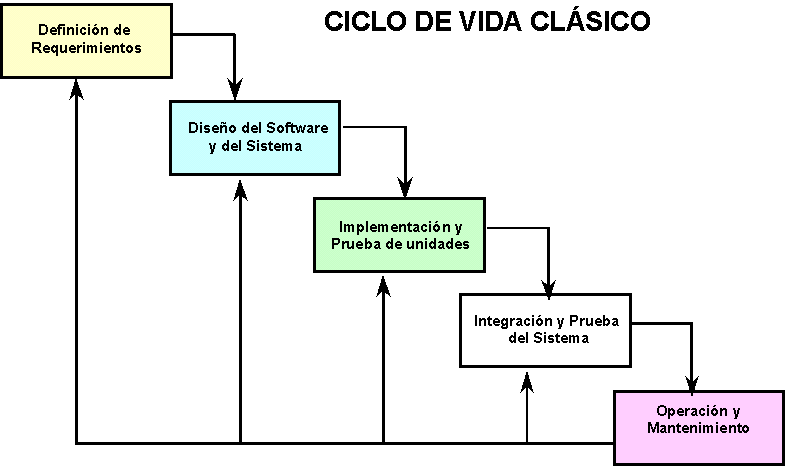 CICLO DE VIDA CLÁSICO
Definición de
Requerimientos
Diseño del Software
y del Sistema
Implementación y
Prueba de unidades
Integración y Prueba
del Sistema
Operación y
Mantenimiento